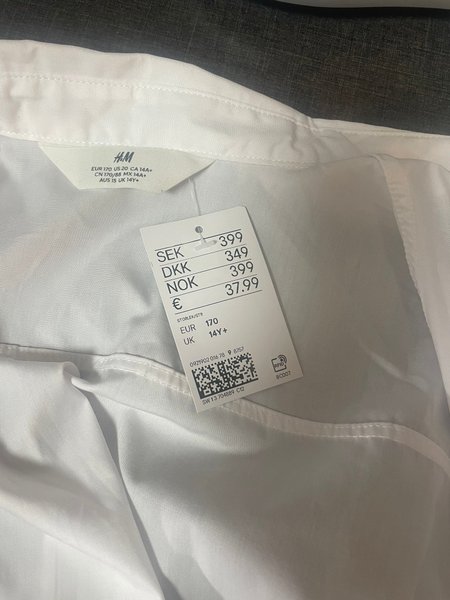 H&M
EUR 170 US 20 CA 14A+
CN 170/88 MX 14A+
AUS 15 UK 14Y+
SEK 399
DKK 349
NOK 399
€ 37.99
EUR 170
UK 14Y+
RFID